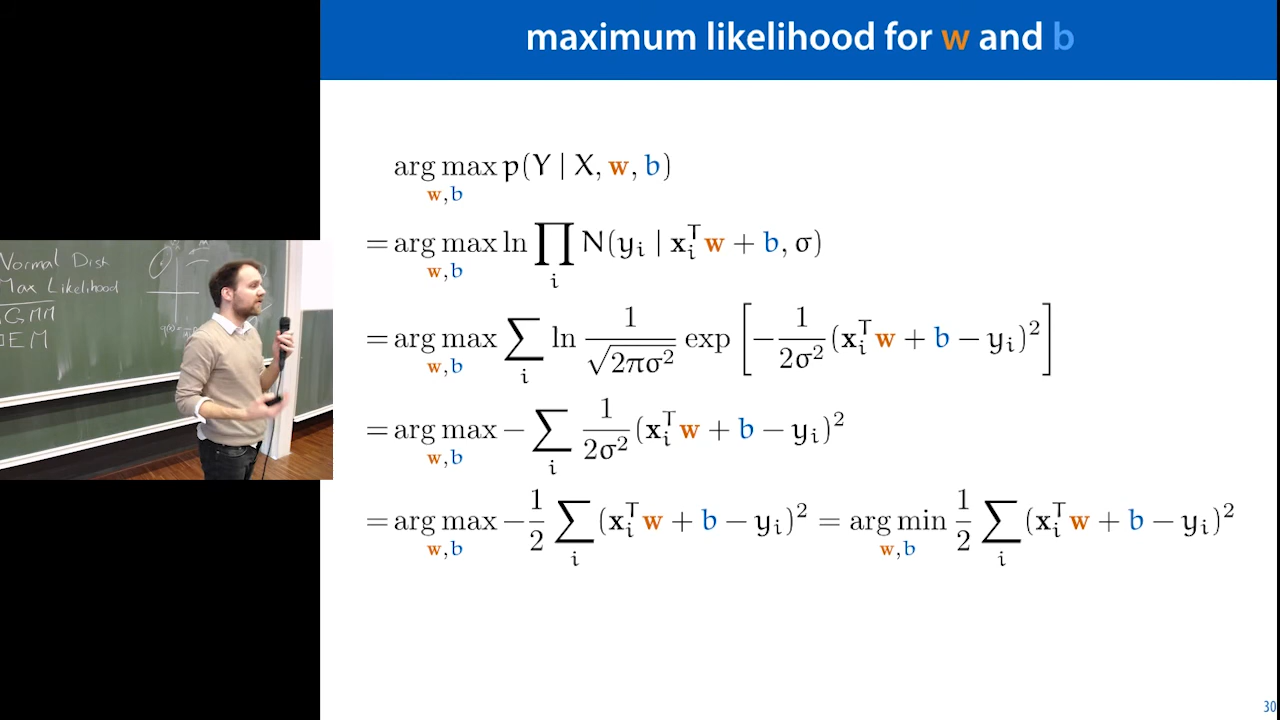 maximum likelihood for w and b
arg max p(Y | X, w, b)
w,b
= arg max ln ∏ N(yᵢ | xᵢᵀw + b, σ)
w,b i
= arg max ∑ ln 1/√(2πσ²) exp [−1/(2σ²) (xᵢᵀw + b − yᵢ)²]
w,b i
= arg max − ∑ 1/(2σ²) (xᵢᵀw + b − yᵢ)²
w,b i
= arg max −1/2 ∑ (xᵢᵀw + b − yᵢ)² = arg min 1/2 ∑ (xᵢᵀw + b − yᵢ)²
w,b i w,b i
Normal
Max Likelihood
GMM
EM
30